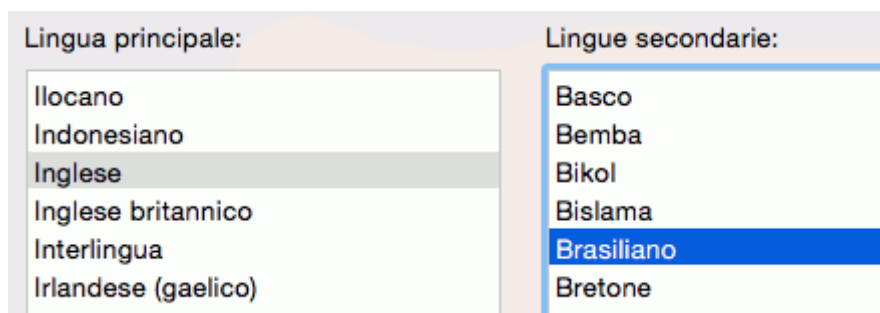 Lingua principale:
Ilocano
Indonesiano
Inglese
Inglese britannico
Interlingua
Irlandese (gaelico)
Lingue secondarie:
Basco
Bemba
Bikol
Bislama
Brasiliano
Bretone